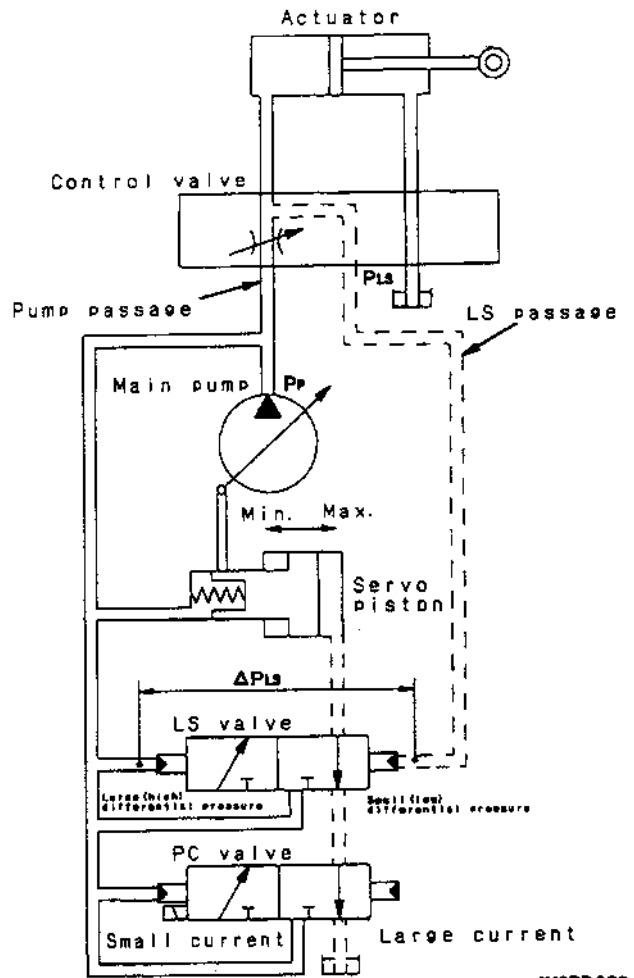 Actuator
Control valve
PLS
Pump passage
LS passage
Main pump
PP
Min. Max.
Servo
piston
ΔPLS
LS valve
Large(high)
differential pressure
Small(low)
differential pressure
PC valve
Small current
Large current